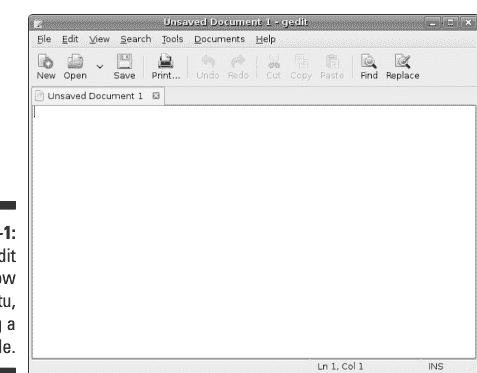 Unsaved Document 1 - gedit
File Edit View Search Tools Documents Help
New Open Save Print... Undo Redo Cut Copy Paste Find Replace
Unsaved Document 1
-1:
dit
ow
tu,
g a
le.
Ln 1, Col 1 INS